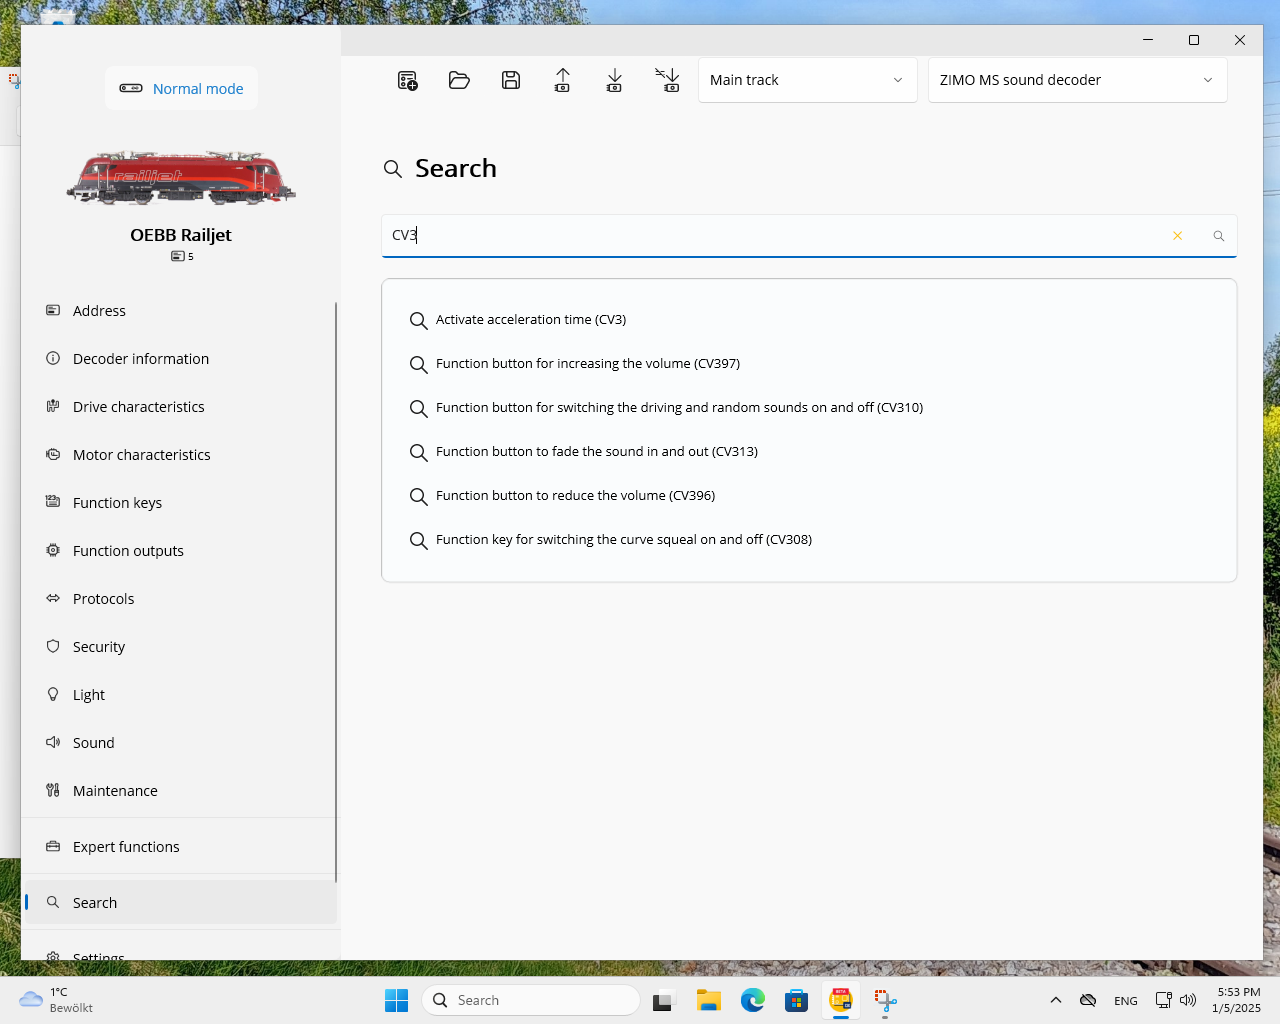 Normal mode
Main track
ZIMO MS sound decoder
railjet
OEBB Railjet
5
Address
Decoder information
Drive characteristics
Motor characteristics
Function keys
Function outputs
Protocols
Security
Light
Sound
Maintenance
Expert functions
Search
Settings
Search
CV3
Activate acceleration time (CV3)
Function button for increasing the volume (CV397)
Function button for switching the driving and random sounds on and off (CV310)
Function button to fade the sound in and out (CV313)
Function button to reduce the volume (CV396)
Function key for switching the curve squeal on and off (CV308)
1°C
Bewölkt
Search
BETA
ENG
5:53 PM
1/5/2025